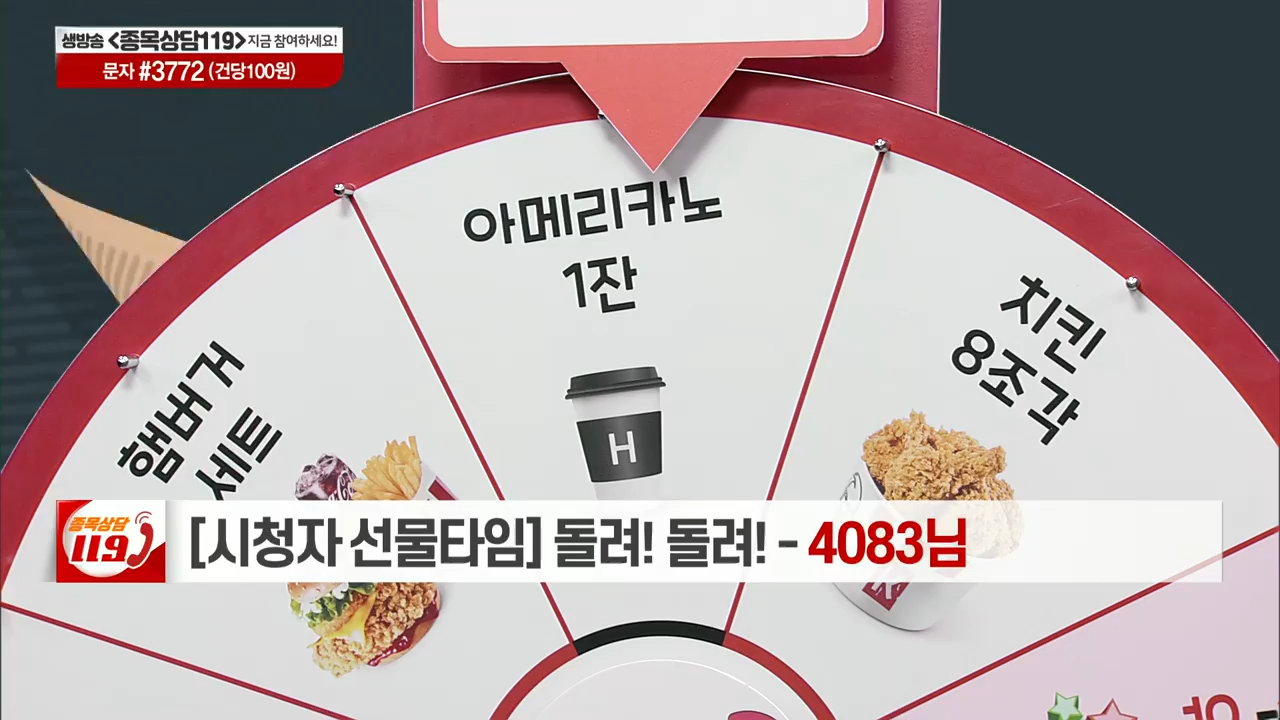 생방송 <종목상담119> 지금 참여하세요!
문자 #3772 (건당100원)
아메리카노
1잔
치킨
8조각
햄버거
세트
H
종목상담
119
[시청자 선물타임] 돌려! 돌려! - 4083님